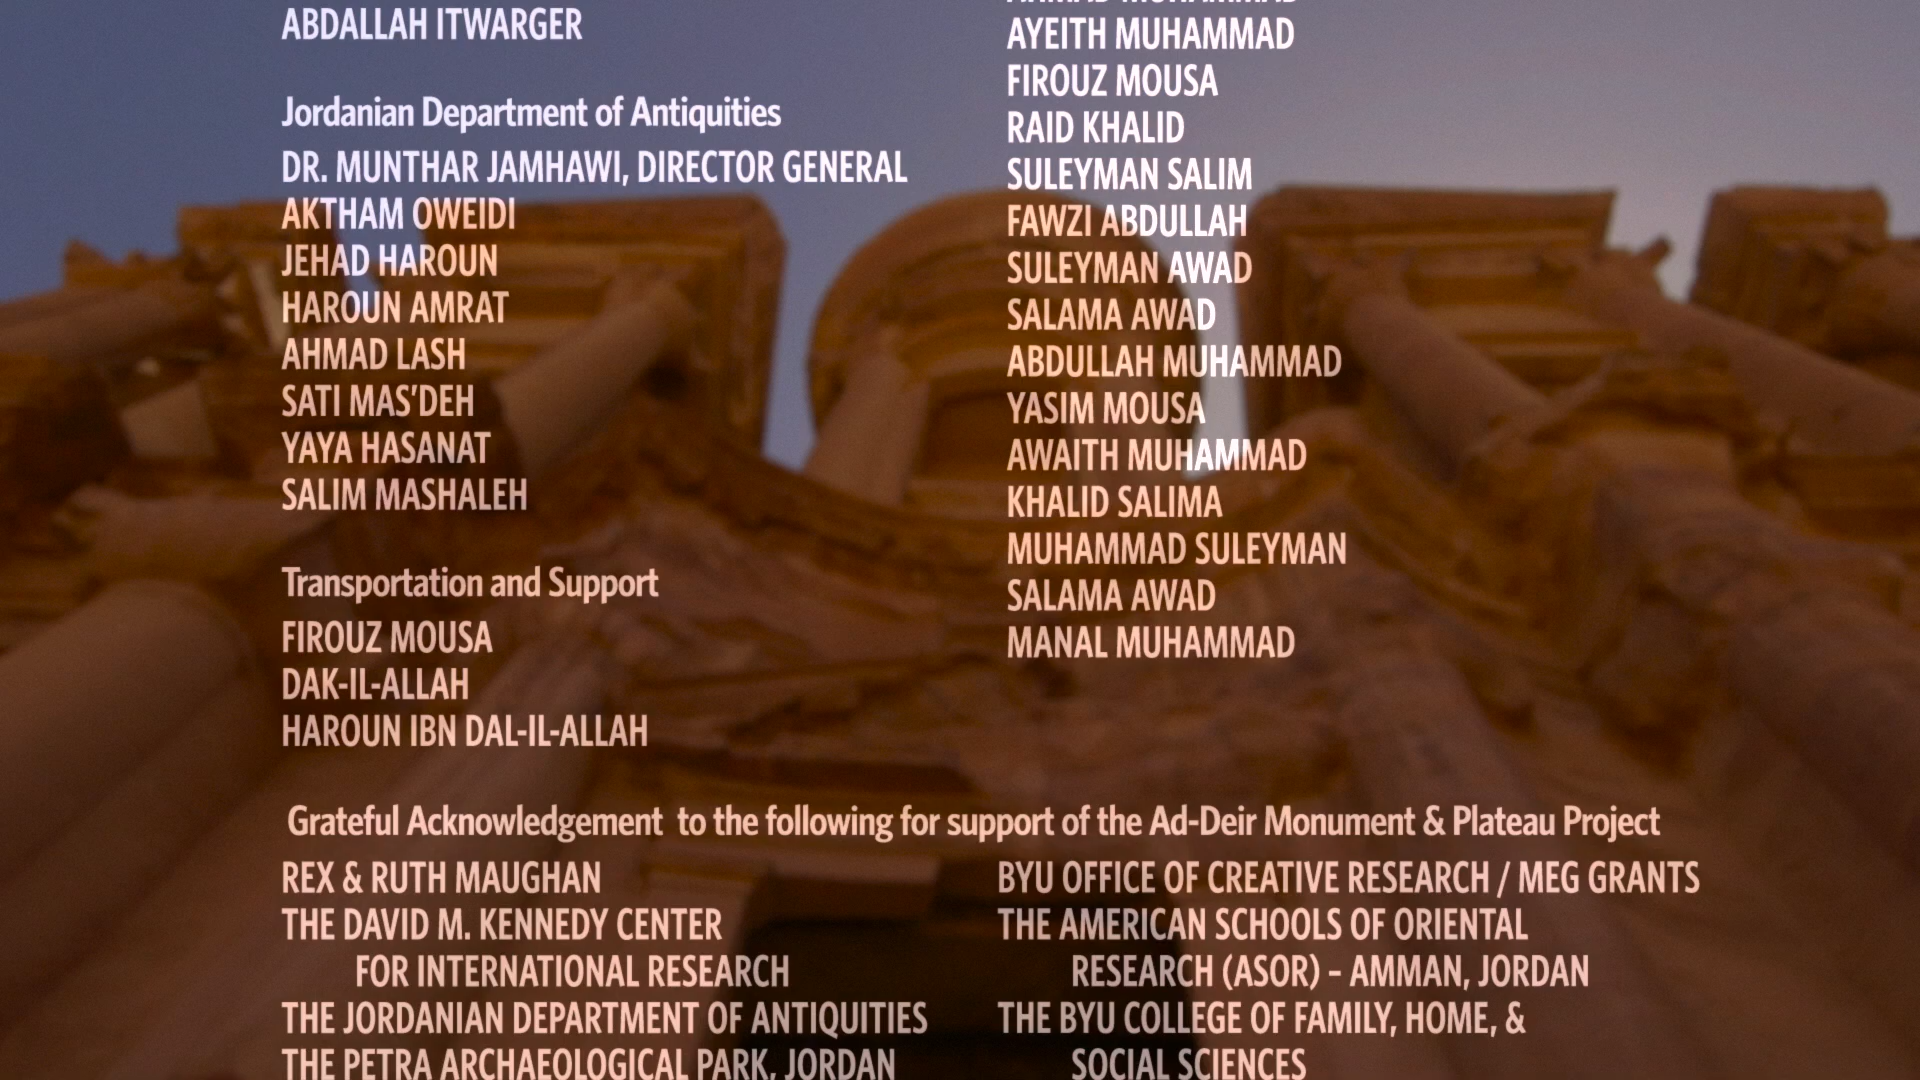 ABDALLAH ITWARGER
Jordanian Department of Antiquities
DR. MUNTHAR JAMHAWI, DIRECTOR GENERAL
AKTHAM OWEIDI
JEHAD HAROUN
HAROUN AMRAT
AHMAD LASH
SATI MAS'DEH
YAYA HASANAT
SALIM MASHALEH
Transportation and Support
FIROUZ MOUSA
DAK-IL-ALLAH
HAROUN IBN DAL-IL-ALLAH
AYEITH MUHAMMAD
FIROUZ MOUSA
RAID KHALID
SULEYMAN SALIM
FAWZI ABDULLAH
SULEYMAN AWAD
SALAMA AWAD
ABDULLAH MUHAMMAD
YASIM MOUSA
AWAITH MUHAMMAD
KHALID SALIMA
MUHAMMAD SULEYMAN
SALAMA AWAD
MANAL MUHAMMAD
Grateful Acknowledgement to the following for support of the Ad-Deir Monument & Plateau Project
REX & RUTH MAUGHAN
THE DAVID M. KENNEDY CENTER
FOR INTERNATIONAL RESEARCH
THE JORDANIAN DEPARTMENT OF ANTIQUITIES
THE PETRA ARCHAEOLOGICAL PARK, JORDAN
BYU OFFICE OF CREATIVE RESEARCH / MEG GRANTS
THE AMERICAN SCHOOLS OF ORIENTAL
RESEARCH (ASOR) – AMMAN, JORDAN
THE BYU COLLEGE OF FAMILY, HOME, &
SOCIAL SCIENCES